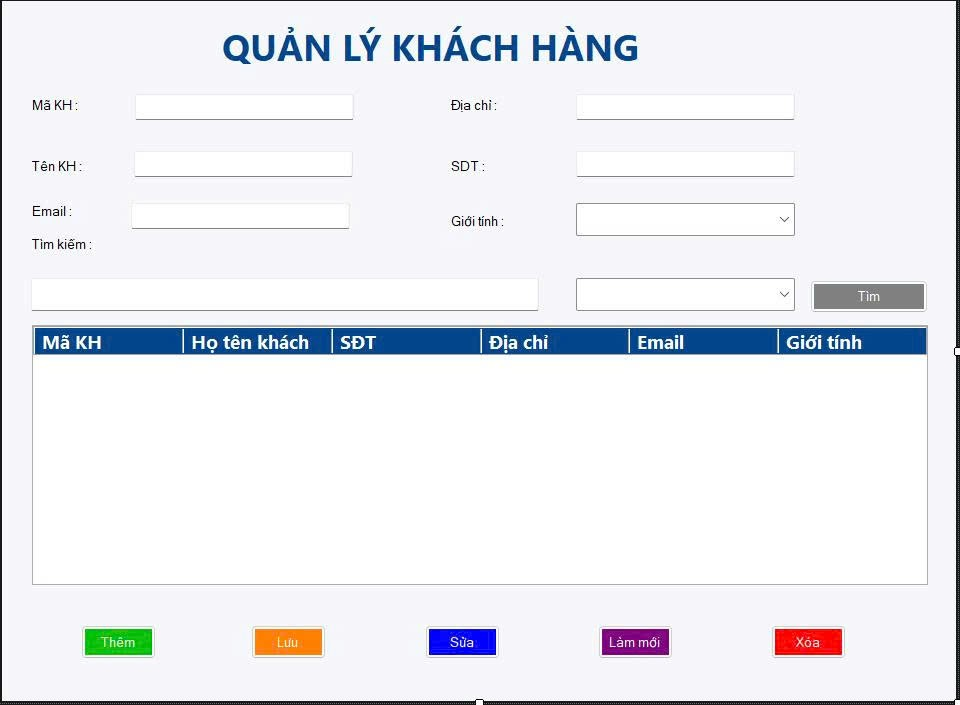 QUẢN LÝ KHÁCH HÀNG
Mã KH :
Địa chỉ :
Tên KH :
SDT :
Email :
Giới tính :
Tìm kiếm :
Tìm
Mã KH Họ tên khách SĐT Địa chỉ Email Giới tính
Thêm Lưu Sửa Làm mới Xóa